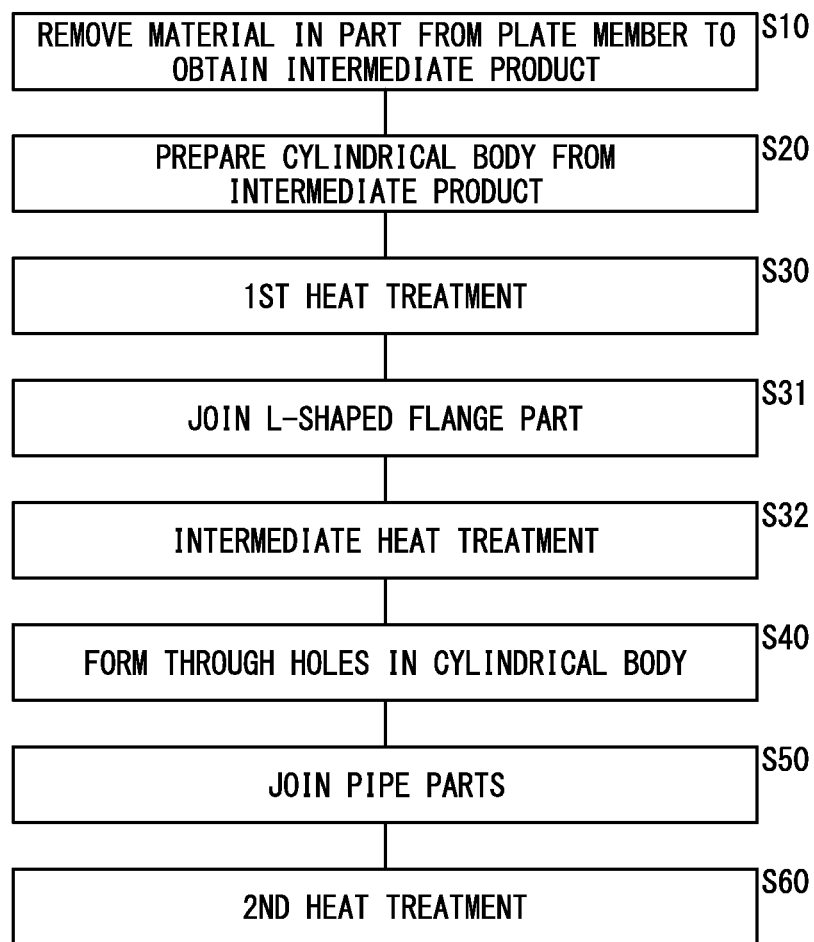 REMOVE MATERIAL IN PART FROM PLATE MEMBER TO
OBTAIN INTERMEDIATE PRODUCT
S10
PREPARE CYLINDRICAL BODY FROM
INTERMEDIATE PRODUCT
S20
1ST HEAT TREATMENT
S30
JOIN L-SHAPED FLANGE PART
S31
INTERMEDIATE HEAT TREATMENT
S32
FORM THROUGH HOLES IN CYLINDRICAL BODY
S40
JOIN PIPE PARTS
S50
2ND HEAT TREATMENT
S60